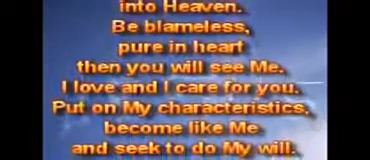 into Heaven.
Be blameless,
pure in heart
then you will see Me.
I love and I care for you.
Put on My characteristics,
become like Me
and seek to do My will.